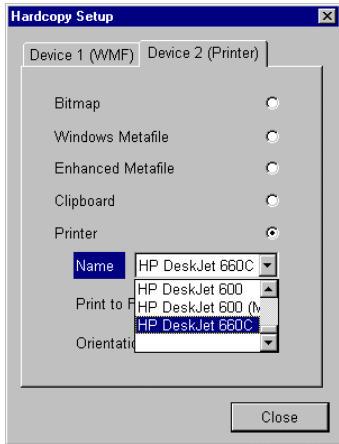 Hardcopy Setup
Device 1 (WMF) Device 2 (Printer)
Bitmap
Windows Metafile
Enhanced Metafile
Clipboard
Printer
Name HP DeskJet 660C
HP DeskJet 600
Print to F HP DeskJet 600 (M
HP DeskJet 660C
Orientatio
Close